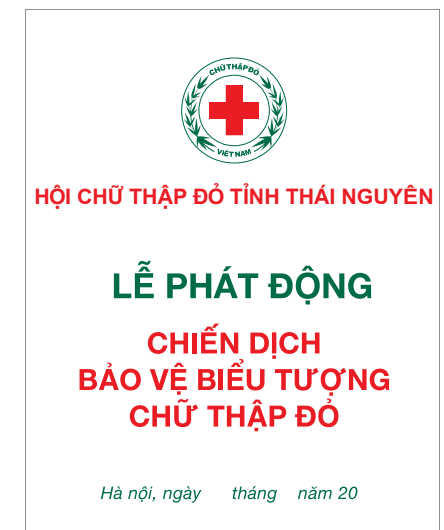 CHỮ THẬP ĐỎ
VIỆT NAM
HỘI CHỮ THẬP ĐỎ TỈNH THÁI NGUYÊN
LỄ PHÁT ĐỘNG
CHIẾN DỊCH
BẢO VỆ BIỂU TƯỢNG
CHỮ THẬP ĐỎ
Hà nội, ngày tháng năm 20